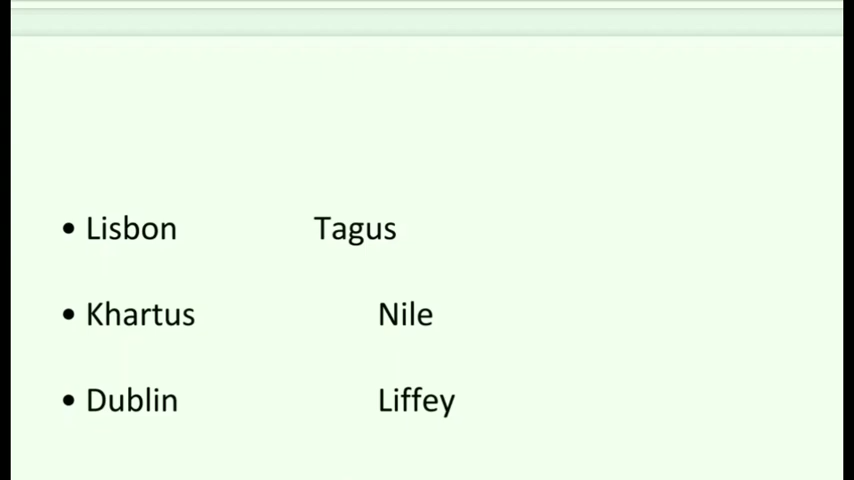 • Lisbon Tagus
• Khartus Nile
• Dublin Liffey